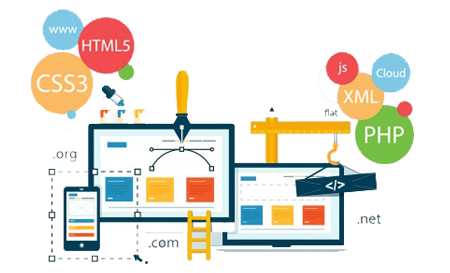 www
HTML5
CSS3
js
Cloud
XML
flat
PHP
.org
</>
.net
.com